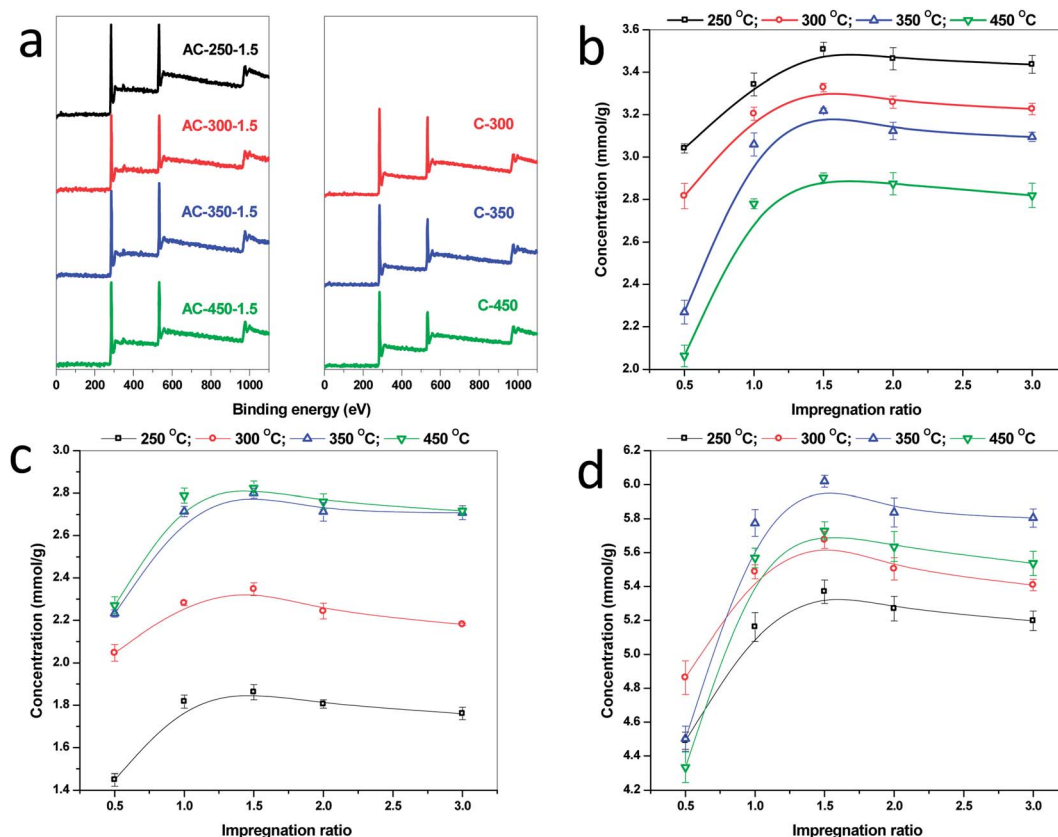 a
AC-250-1.5
AC-300-1.5
AC-350-1.5
AC-450-1.5
0 200 400 600 800 1000
C-300
C-350
C-450
0 200 400 600 800 1000
Binding energy (eV)
b
250 °C; 300 °C; 350 °C; 450 °C
3.6
3.4
3.2
3.0
2.8
2.6
2.4
2.2
2.0
Concentration (mmol/g)
0.5 1.0 1.5 2.0 3.0
Impregnation ratio
c
250 °C; 300 °C; 350 °C; 450 °C
3.0
2.8
2.6
2.4
2.2
2.0
1.8
1.6
1.4
Concentration (mmol/g)
0.5 1.0 1.5 2.0 3.0
Impregnation ratio
d
250 °C; 300 °C; 350 °C; 450 °C
6.2
6.0
5.8
5.6
5.4
5.2
5.0
4.8
4.6
4.4
4.2
Concentration (mmol/g)
0.5 1.0 1.5 2.0 3.0
Impregnation ratio